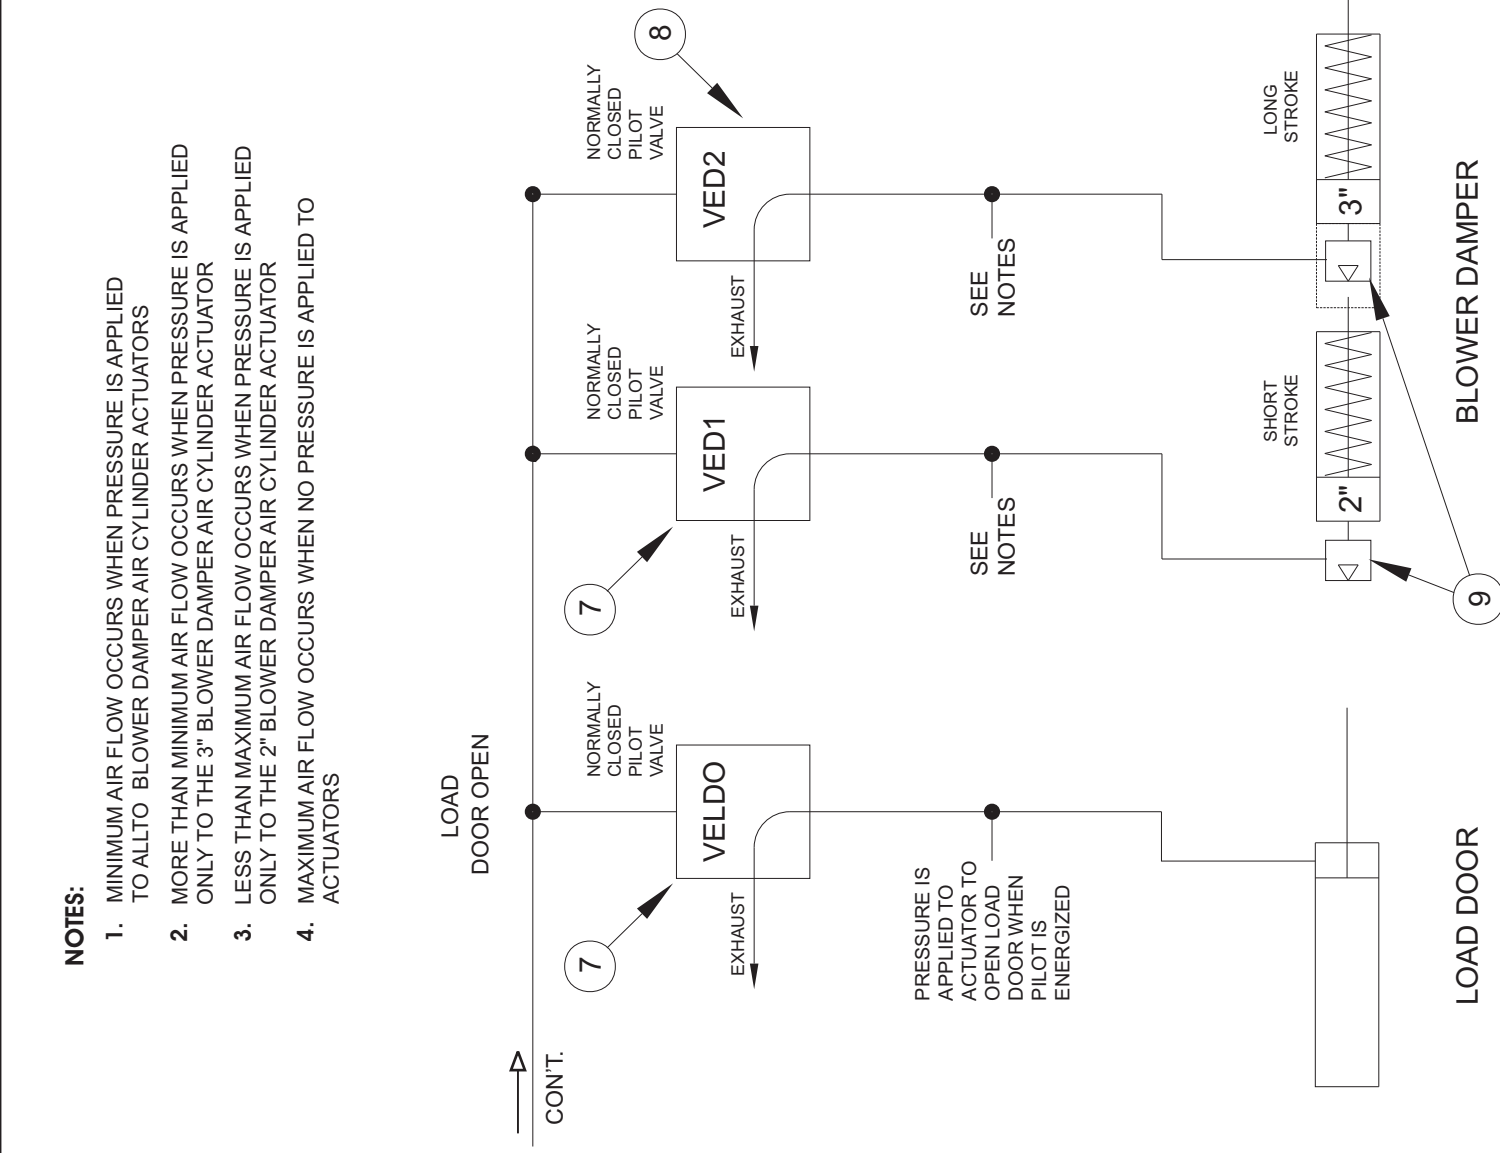 NOTES:
1. MINIMUM AIR FLOW OCCURS WHEN PRESSURE IS APPLIED
TO ALLTO BLOWER DAMPER AIR CYLINDER ACTUATORS
2. MORE THAN MINIMUM AIR FLOW OCCURS WHEN PRESSURE IS APPLIED
ONLY TO THE 3" BLOWER DAMPER AIR CYLINDER ACTUATOR
3. LESS THAN MAXIMUM AIR FLOW OCCURS WHEN PRESSURE IS APPLIED
ONLY TO THE 2" BLOWER DAMPER AIR CYLINDER ACTUATOR
4. MAXIMUM AIR FLOW OCCURS WHEN NO PRESSURE IS APPLIED TO
ACTUATORS
LOAD
DOOR OPEN
CON'T.
7
NORMALLY
CLOSED
PILOT
VALVE
VELDO
EXHAUST
7
NORMALLY
CLOSED
PILOT
VALVE
VED1
EXHAUST
8
NORMALLY
CLOSED
PILOT
VALVE
VED2
EXHAUST
PRESSURE IS
APPLIED TO
ACTUATOR TO
OPEN LOAD
DOOR WHEN
PILOT IS
ENERGIZED
SEE
NOTES
SEE
NOTES
SHORT
STROKE
LONG
STROKE
2"
3"
9
LOAD DOOR
BLOWER DAMPER